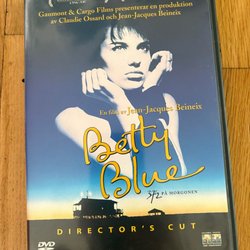 Gaumont & Cargo Films presenterar en produktion
av Claudie Ossard och Jean-Jacques Beineix
En film av Jean-Jacques Beineix
Betty
Blue
37°2 PÅ MORGONEN
DIRECTOR'S CUT
DVD